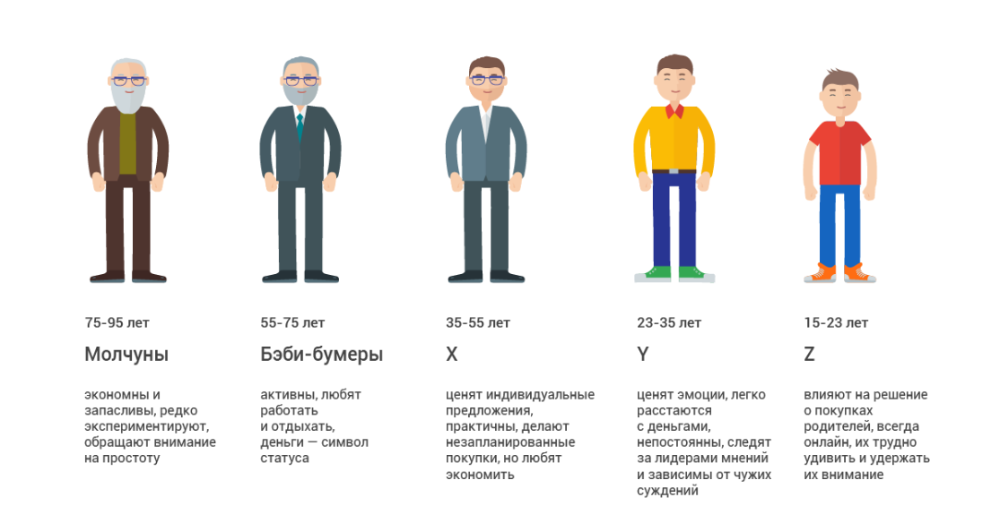 75-95 лет
Молчуны
экономны и
запасливы, редко
экспериментируют,
обращают внимание
на простоту
55-75 лет
Бэби-бумеры
активны, любят
работать
и отдыхать,
деньги — символ
статуса
35-55 лет
X
ценят индивидуальные
предложения,
практичны, делают
незапланированные
покупки, но любят
экономить
23-35 лет
Y
ценят эмоции, легко
расстаются
с деньгами,
непостоянны, следят
за лидерами мнений
и зависимы от чужих
суждений
15-23 лет
Z
влияют на решение
о покупках
родителей, всегда
онлайн, их трудно
удивить и удержать
их внимание